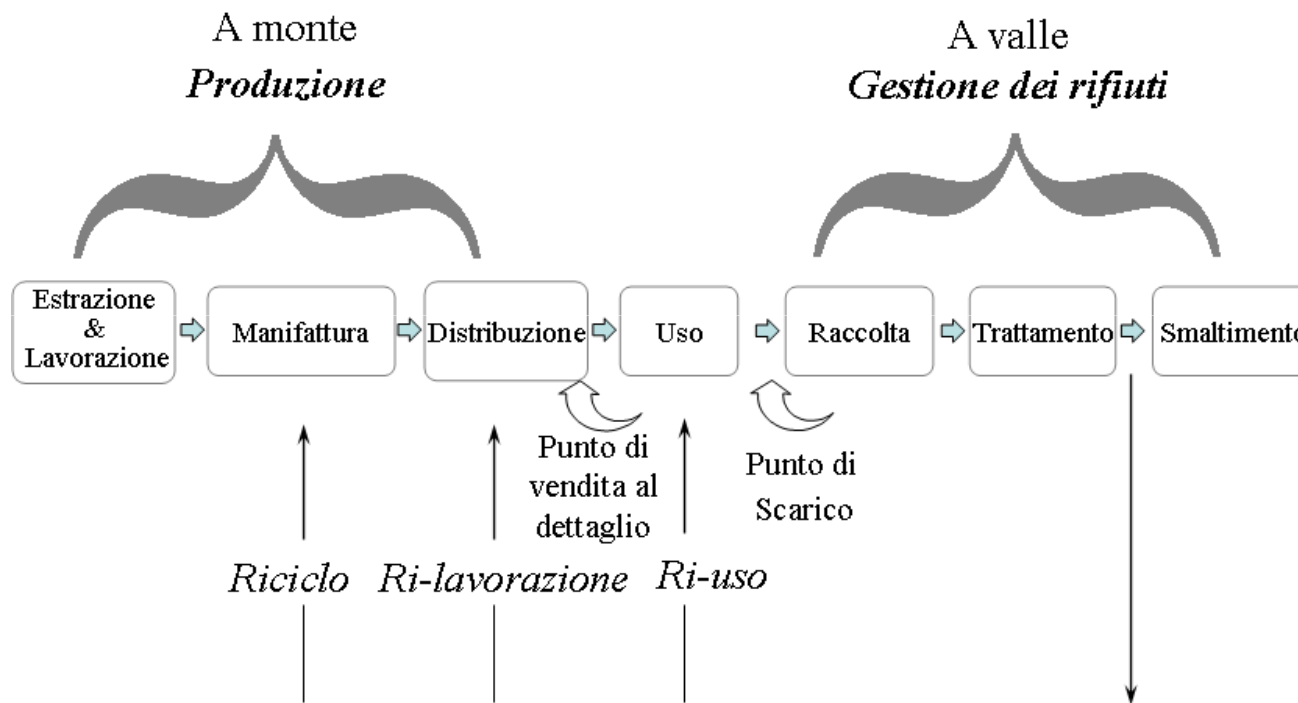 A monte
Produzione
A valle
Gestione dei rifiuti
Estrazione
&
Lavorazione
Manifattura
Distribuzione
Uso
Raccolta
Trattamento
Smaltimento
Punto di
vendita al
dettaglio
Punto di
Scarico
Riciclo
Ri-lavorazione
Ri-uso